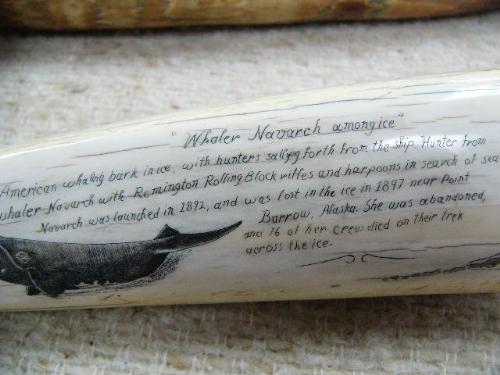 "Whaler Navarch among ice"
American whaling bark in ice, with hunters sallying forth from the ship. Hunter from
whaler Navarch with Remington Rolling Block rifles and harpoons in search of seal
Navarch was launched in 1892, and was lost in the ice in 1897 near Point
Barrow, Alaska. She was abandoned,
and 16 of her crew died on their trek
across the ice.